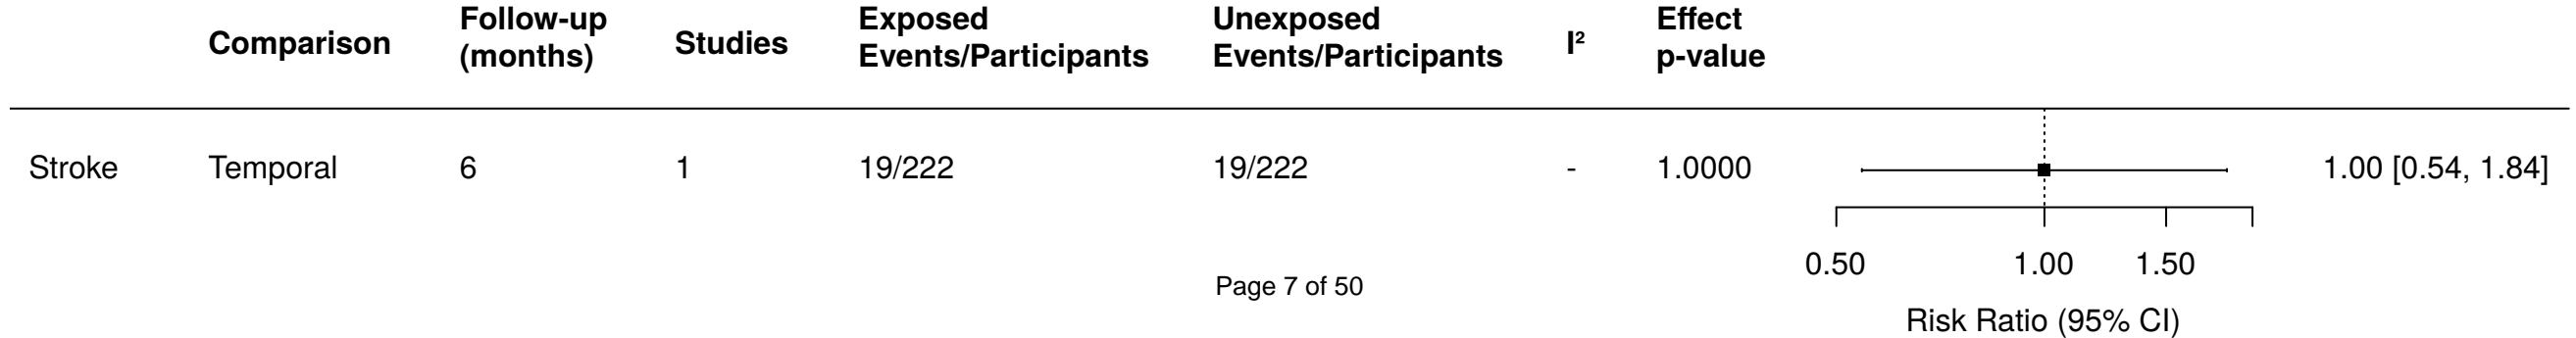 Comparison Follow-up (months) Studies Exposed Events/Participants Unexposed Events/Participants I² Effect p-value
Stroke Temporal 6 1 19/222 19/222 - 1.0000 1.00 [0.54, 1.84]
0.50 1.00 1.50
Page 7 of 50
Risk Ratio (95% CI)